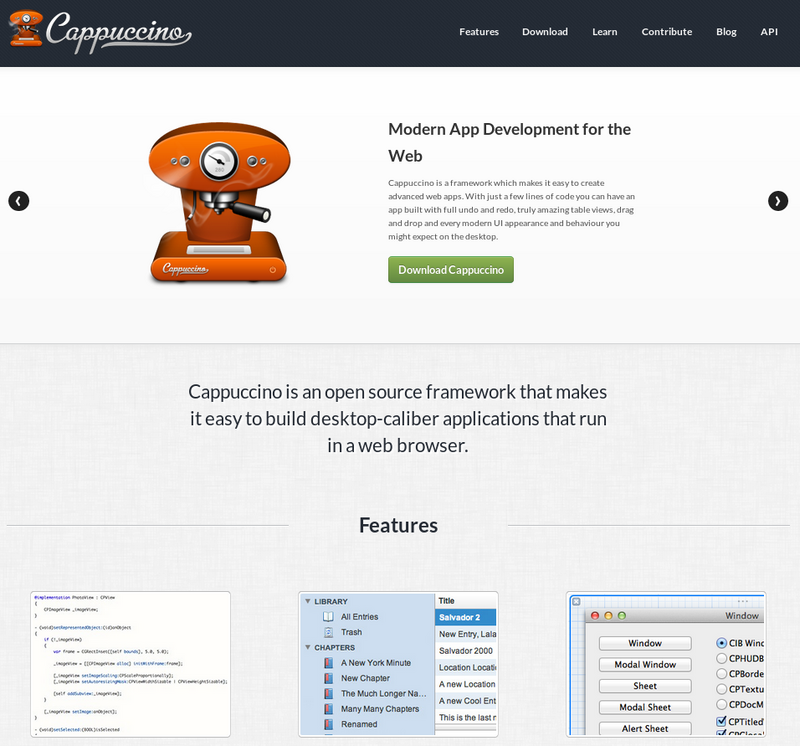 Cappuccino
Features Download Learn Contribute Blog API
Modern App Development for the
Web
Cappuccino is a framework which makes it easy to create
advanced web apps. With just a few lines of code you can have an
app built with full undo and redo, truly amazing table views, drag
and drop and every modern UI appearance and behaviour you
might expect on the desktop.
Download Cappuccino
Cappuccino
Cappuccino is an open source framework that makes
it easy to build desktop-caliber applications that run
in a web browser.
Features
@implementation PhotoView : CPView
{
CPImageView _imageView;
}
- (void)setRepresentedObject:(id)anObject
{
if (!_imageView)
{
var frame = CGRectInset([self bounds], 5.0, 5.0);
_imageView = [[CPImageView alloc] initWithFrame:frame];
[_imageView setImageScaling:CPScaleProportionally];
[_imageView setAutoresizingMask:CPViewWidthSizable | CPViewHeightSizable];
[self addSubview:_imageView];
}
[_imageView setImage:anObject];
}
- (void)setSelected:(BOOL)isSelected
LIBRARY
All Entries
Trash
CHAPTERS
A New York Minute
New Chapter
The Much Longer Na...
Many Many Chapters
Renamed
Title
Salvador 2
New Entry, Lala
Salvador 2000
Location Locati
A new Location
A new Cool Ent
This is the last n
Window
Window
Modal Window
Sheet
Modal Sheet
Alert Sheet
CIB Wind
CPHUDB
CPBorde
CPTextu
CPDocM
CPTitled